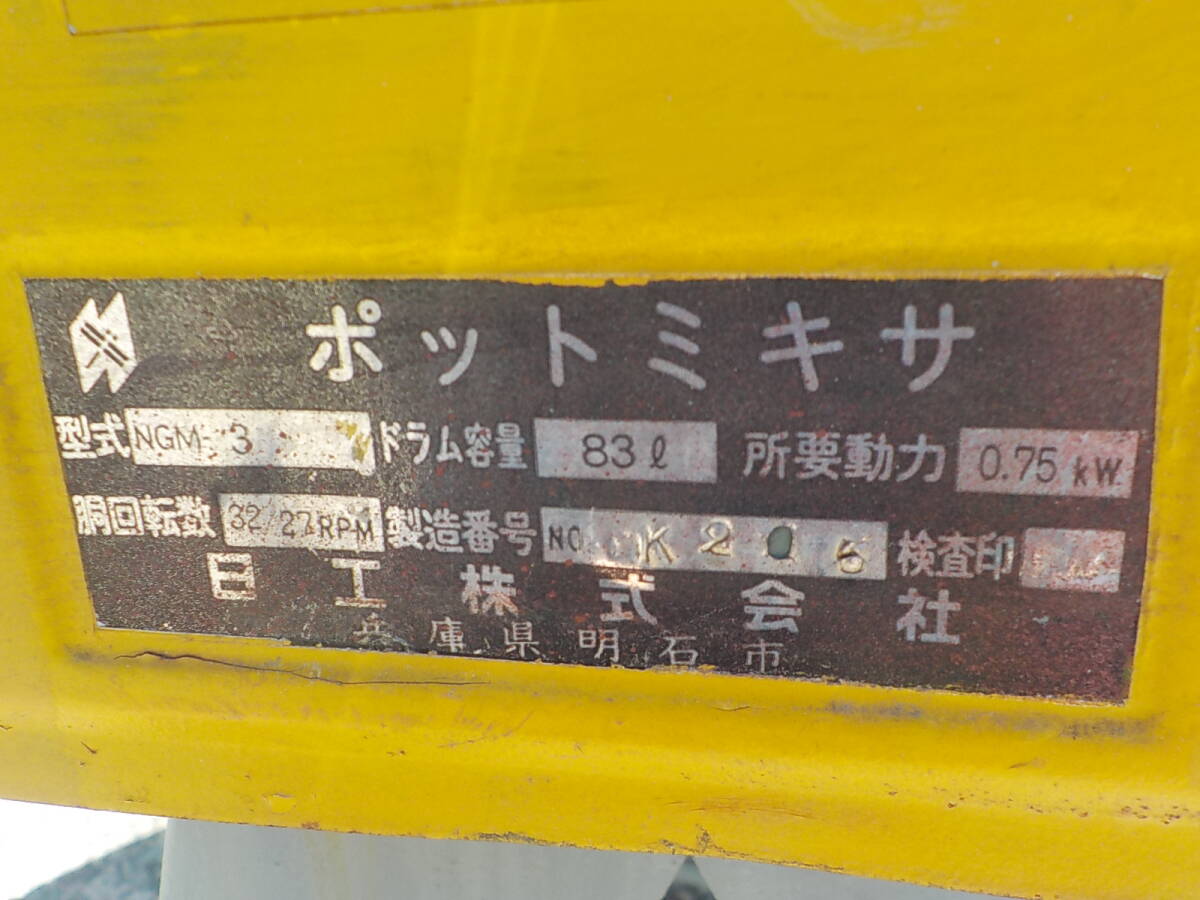 ポットミキサ
型式 NGM-3 ドラム容量 83ℓ 所要動力 0.75kW.
胴回転数 32/27RPM 製造番号 NO. K206
検査印
日工株式会社
兵庫県明石市